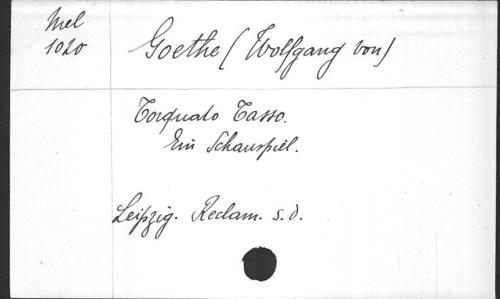 Mel
1020
Goethe (Wolfgang von)
Torquato Tasso.
Ein Schauspiel.
Leipzig. Reclam. s.d.